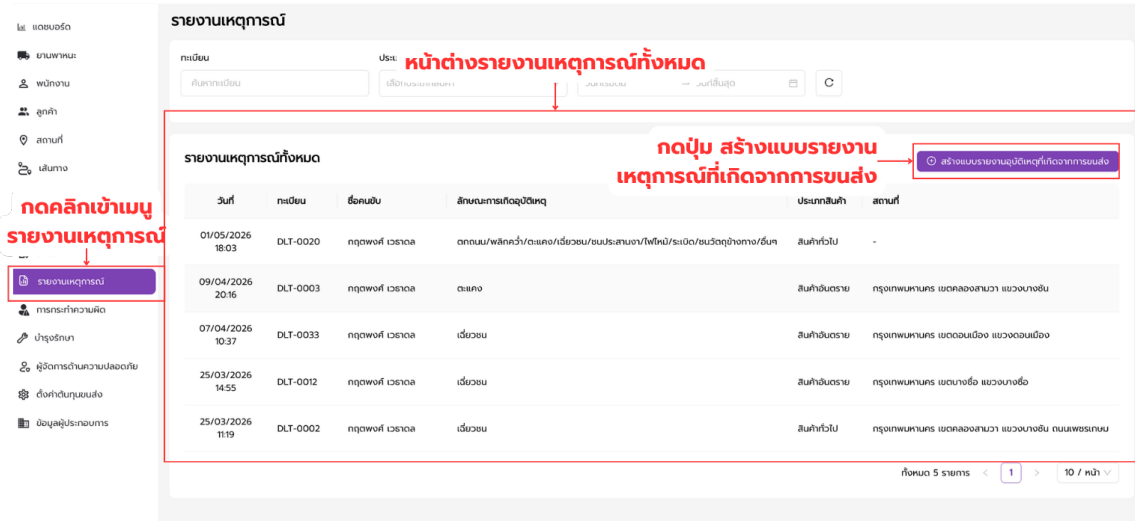 แดชบอร์ด
ยานพาหนะ
พนักงาน
ลูกค้า
สถานที่
เส้นทาง
กดคลิกเข้าเมนู
รายงานเหตุการณ์
รายงานเหตุการณ์
การกระทำความผิด
บำรุงรักษา
ผู้จัดการด้านความปลอดภัย
ตั้งค่าต้นทุนขนส่ง
ข้อมูลผู้ประกอบการ
รายงานเหตุการณ์
ทะเบียน
ค้นหาทะเบียน
หน้าต่างรายงานเหตุการณ์ทั้งหมด
รายงานเหตุการณ์ทั้งหมด
กดปุ่ม สร้างแบบรายงาน
เหตุการณ์ที่เกิดจากการขนส่ง
สร้างแบบรายงานอุบัติเหตุที่เกิดจากการขนส่ง
วันที่ ทะเบียน ชื่อคนขับ ลักษณะการเกิดอุบัติเหตุ ประเภทสินค้า สถานที่
01/05/2026 18:03 DLT-0020 กฤตพงศ์ เวธาดล ตกถนน/พลิกคว่ำ/ตะแคง/เฉี่ยวชน/ชนประสานงา/ไฟไหม้/ระเบิด/ชนวัตถุข้างทาง/อื่นๆ สินค้าทั่วไป -
09/04/2026 20:16 DLT-0003 กฤตพงศ์ เวธาดล ตะแคง สินค้าอันตราย กรุงเทพมหานคร เขตคลองสามวา แขวงบางชัน
07/04/2026 10:37 DLT-0033 กฤตพงศ์ เวธาดล เฉี่ยวชน สินค้าอันตราย กรุงเทพมหานคร เขตดอนเมือง แขวงดอนเมือง
25/03/2026 14:55 DLT-0012 กฤตพงศ์ เวธาดล เฉี่ยวชน สินค้าอันตราย กรุงเทพมหานคร เขตบางซื่อ แขวงบางซื่อ
25/03/2026 11:19 DLT-0002 กฤตพงศ์ เวธาดล เฉี่ยวชน สินค้าทั่วไป กรุงเทพมหานคร เขตคลองสามวา แขวงบางชัน ถนนเพชรเกษม
ทั้งหมด 5 รายการ < 1 > 10 / หน้า